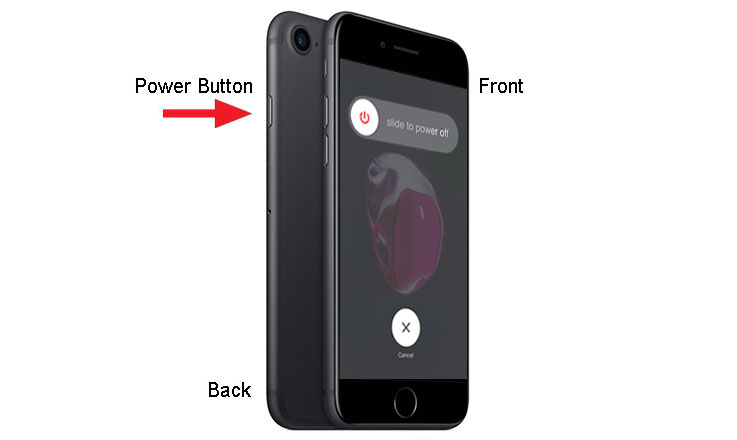 Power Button
Front
slide to power off
Cancel
Back